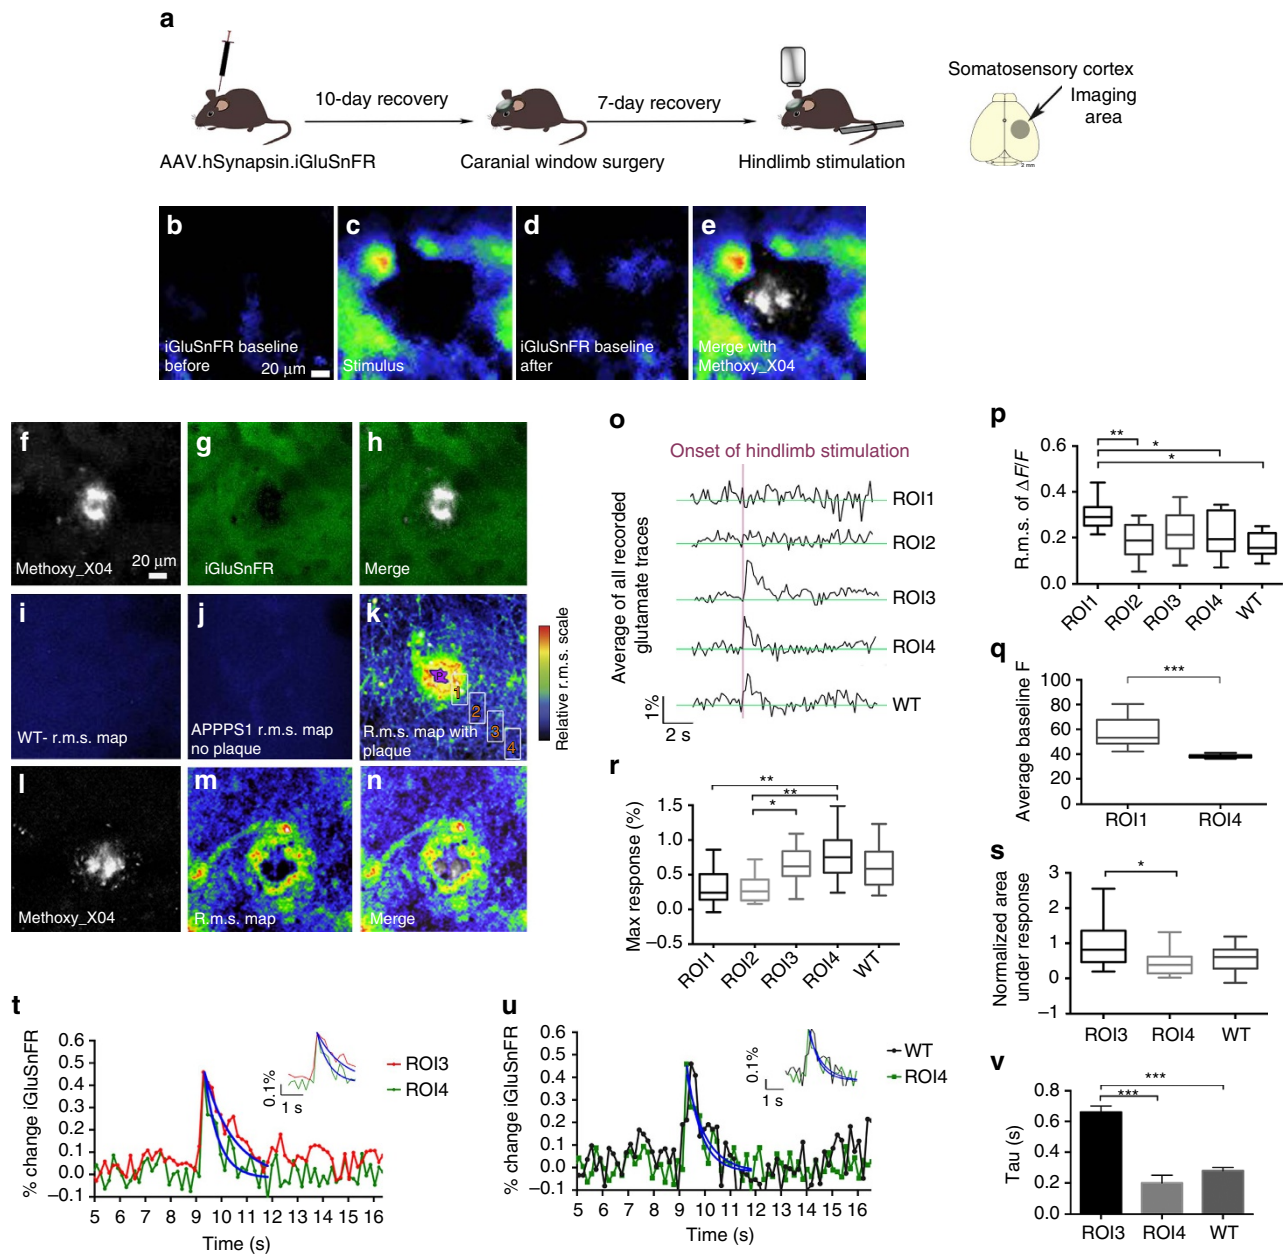 a
10-day recovery
7-day recovery
AAV.hSynapsin.iGluSnFR
Caranial window surgery
Hindlimb stimulation
Somatosensory cortex
Imaging
area
2 mm
b
iGluSnFR baseline
before
20 μm
c
Stimulus
d
iGluSnFR baseline
after
e
Merge with
Methoxy_X04
f
Methoxy_X04
20 μm
g
iGluSnFR
h
Merge
i
WT- r.m.s. map
j
APPPS1 r.m.s. map
no plaque
k
P
1
2
3
4
R.m.s. map with
plaque
Relative r.m.s. scale
l
Methoxy_X04
m
R.m.s. map
n
Merge
o
Onset of hindlimb stimulation
Average of all recorded
glutamate traces
ROI1
ROI2
ROI3
ROI4
WT
1%
2 s
p
R.m.s. of ΔF/F
0.6
0.4
0.2
0.0
**
*
*
ROI1 ROI2 ROI3 ROI4 WT
q
Average baseline F
100
80
60
40
20
0
***
ROI1 ROI4
r
Max response (%)
1.5
1.0
0.5
0.0
–0.5
**
**
*
ROI1 ROI2 ROI3 ROI4 WT
s
Normalized area
under response
3
2
1
0
–1
*
ROI3 ROI4 WT
t
% change iGluSnFR
0.6
0.5
0.4
0.3
0.2
0.1
0.0
–0.1
5 6 7 8 9 10 11 12 13 14 15 16
Time (s)
0.1%
1 s
ROI3
ROI4
u
% change iGluSnFR
0.6
0.5
0.4
0.3
0.2
0.1
0.0
–0.1
5 6 7 8 9 10 11 12 13 14 15 16
Time (s)
0.1%
1 s
WT
ROI4
v
Tau (s)
0.8
0.6
0.4
0.2
0.0
***
***
ROI3 ROI4 WT